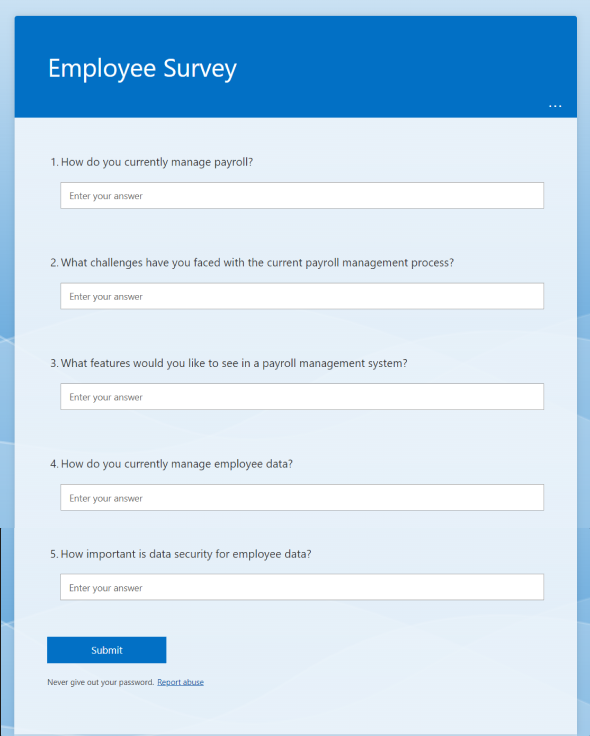 Employee Survey
...
1. How do you currently manage payroll?
Enter your answer
2. What challenges have you faced with the current payroll management process?
Enter your answer
3. What features would you like to see in a payroll management system?
Enter your answer
4. How do you currently manage employee data?
Enter your answer
5. How important is data security for employee data?
Enter your answer
Submit
Never give out your password. Report abuse